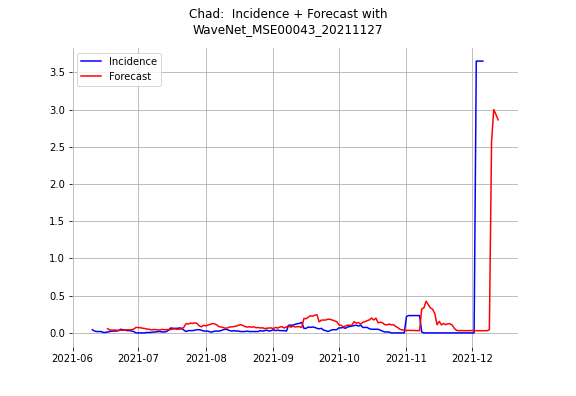 Chad:  Incidence + Forecast with
WaveNet_MSE00043_20211127
Incidence
Forecast
3.5
3.0
2.5
2.0
1.5
1.0
0.5
0.0
2021-06 2021-07 2021-08 2021-09 2021-10 2021-11 2021-12